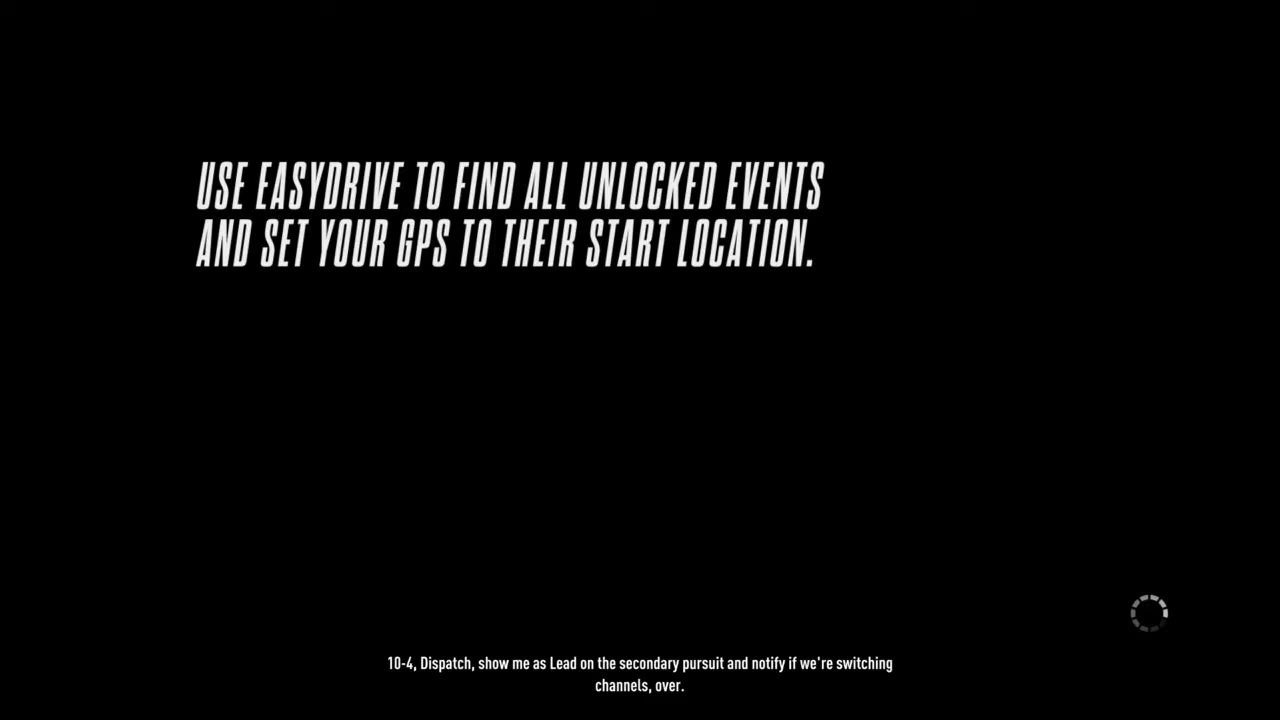 USE EASYDRIVE TO FIND ALL UNLOCKED EVENTS
AND SET YOUR GPS TO THEIR START LOCATION.
10-4, Dispatch, show me as Lead on the secondary pursuit and notify if we're switching
channels, over.